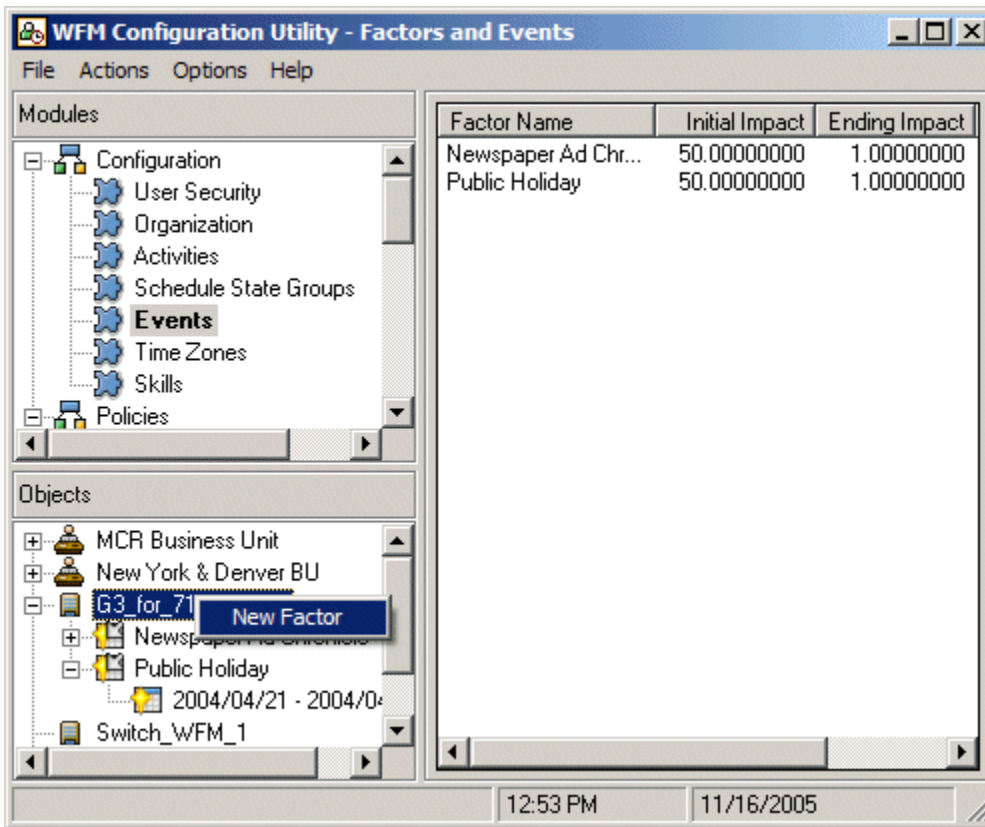 WFM Configuration Utility - Factors and Events
File Actions Options Help
Modules
Configuration
User Security
Organization
Activities
Schedule State Groups
Events
Time Zones
Skills
Policies
Objects
MCR Business Unit
New York & Denver BU
G3_for_71
New Factor
Newspaper Ad Chronicle
Public Holiday
2004/04/21 - 2004/04
Switch_WFM_1
Factor Name Initial Impact Ending Impact
Newspaper Ad Chr... 50.00000000 1.00000000
Public Holiday 50.00000000 1.00000000
12:53 PM 11/16/2005